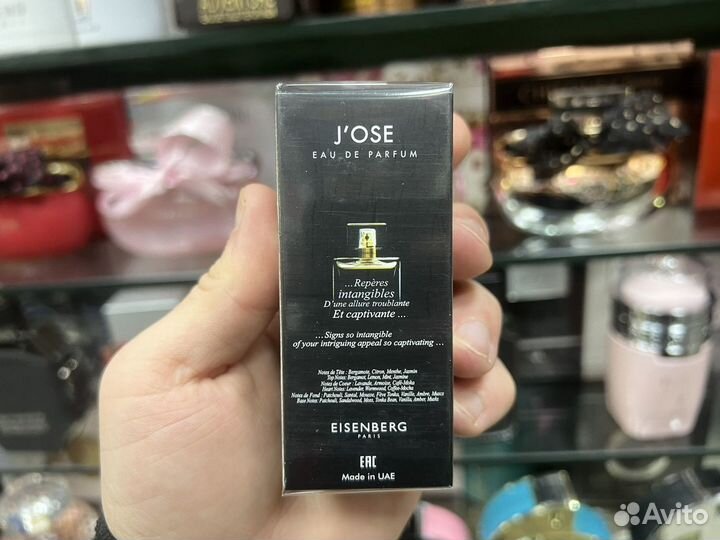 J'OSE
EAU DE PARFUM
...Repères
intangibles
D'une allure troublante
Et captivante ...
...Signs so intangible
of your intriguing appeal so captivating ...
Notes de Tête : Bergamote, Citron, Menthe, Jasmin
Top Notes: Bergamot, Lemon, Mint, Jasmine
Notes de Coeur : Lavande, Armoise, Café-Moka
Heart Notes: Lavender, Wormwood, Coffee-Mocha
Notes de Fond : Patchouli, Santal, Mousse, Fève Tonka, Vanille, Ambre, Muscs
Base Notes: Patchouli, Sandalwood, Moss, Tonka Bean, Vanilla, Amber, Musks
EISENBERG
PARIS
EAC
Made in UAE
Avito